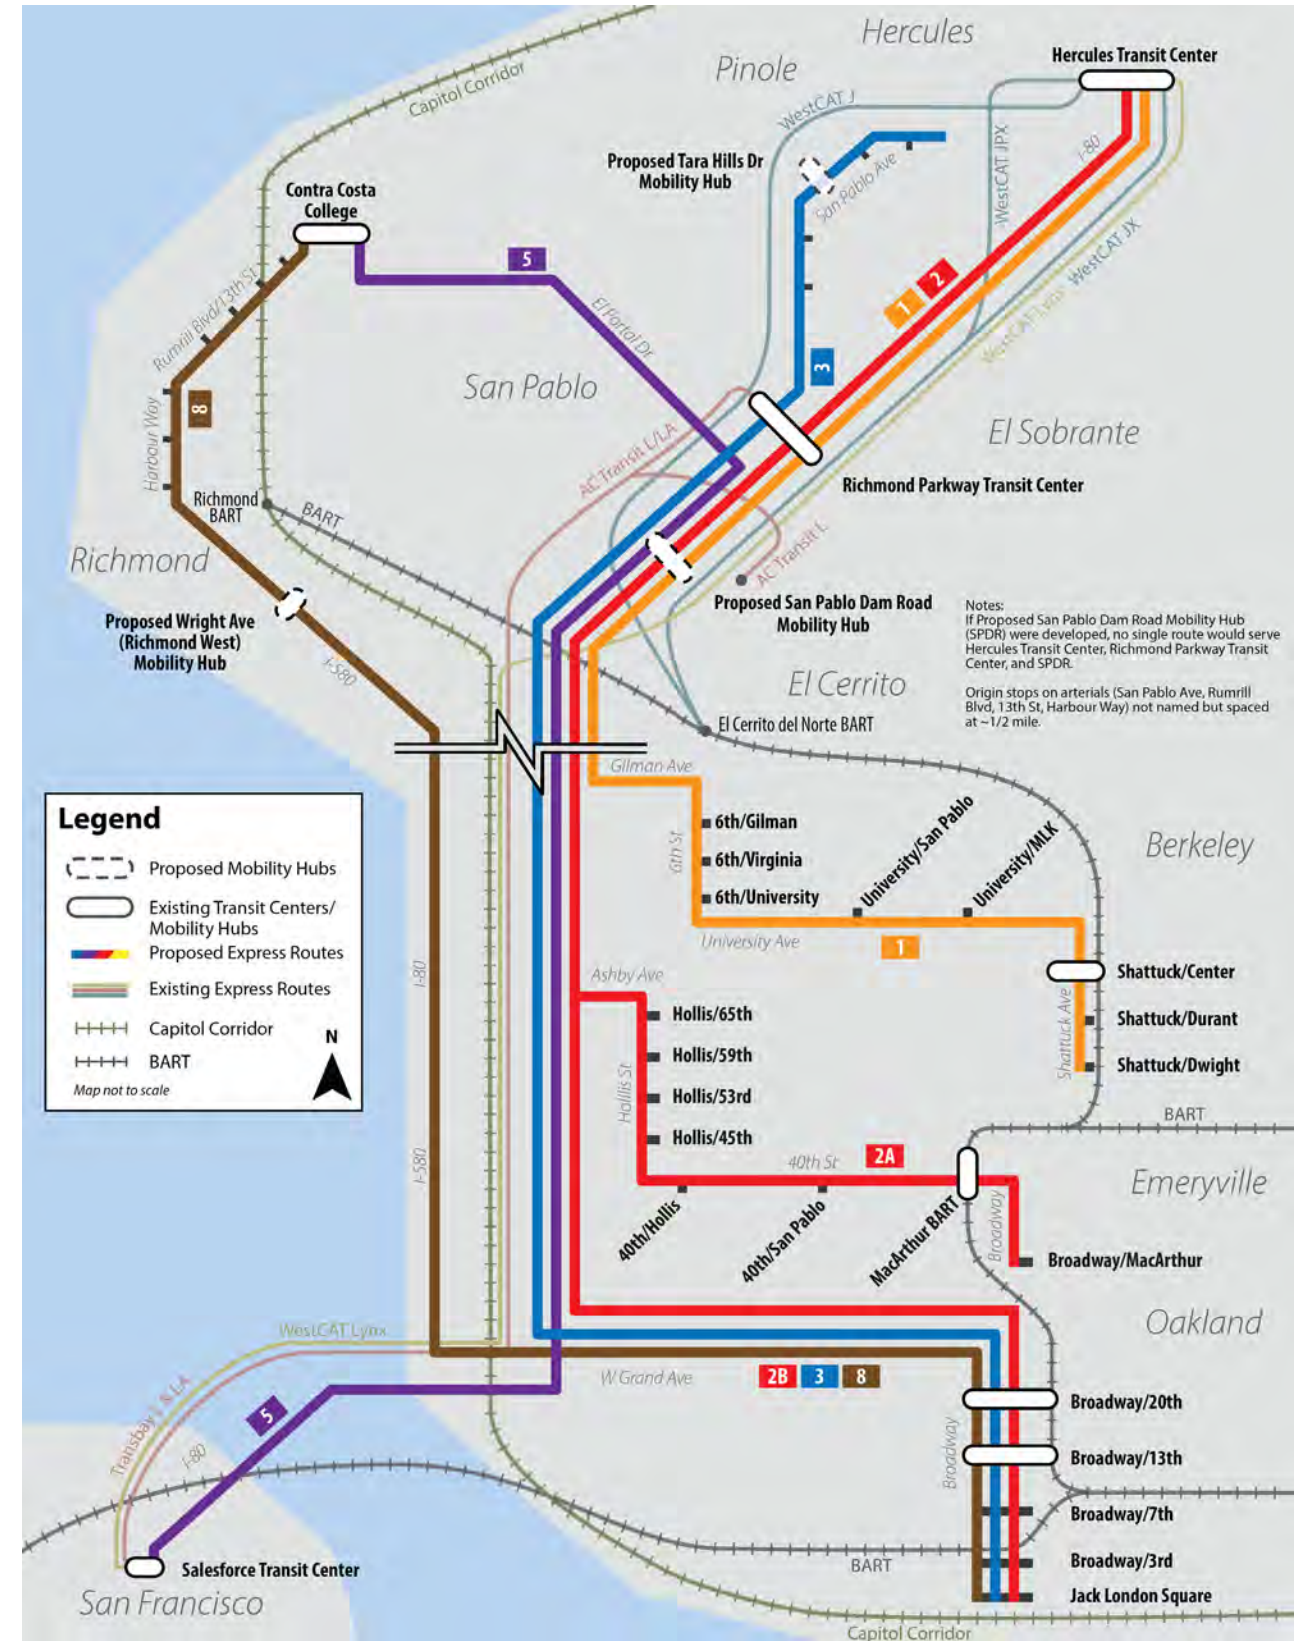 Hercules
Pinole
Hercules Transit Center
Capitol Corridor
WestCAT J
WestCAT JPX
I-80
Proposed Tara Hills Dr
Mobility Hub
San Pablo Ave
Contra Costa
College
5
Rumrill Blvd/13th St
El Portal Dr
1
2
WestCAT JX
WestCAT Lynx
3
San Pablo
8
Harbour Way
El Sobrante
AC Transit L/LA
Richmond Parkway Transit Center
Richmond
BART
BART
Richmond
AC Transit L
Proposed San Pablo Dam Road
Mobility Hub
Notes:
If Proposed San Pablo Dam Road Mobility Hub
(SPDR) were developed, no single route would serve
Hercules Transit Center, Richmond Parkway Transit
Center, and SPDR.
Origin stops on arterials (San Pablo Ave, Rumrill
Blvd, 13th St, Harbour Way) not named but spaced
at ~1/2 mile.
Proposed Wright Ave
(Richmond West)
Mobility Hub
I-580
El Cerrito
El Cerrito del Norte BART
Gilman Ave
Legend
Proposed Mobility Hubs
Existing Transit Centers/
Mobility Hubs
Proposed Express Routes
Existing Express Routes
Capitol Corridor
BART
N
Map not to scale
6th St
6th/Gilman
6th/Virginia
6th/University
University/San Pablo
University/MLK
Berkeley
University Ave
1
I-80
Ashby Ave
Shattuck Ave
Shattuck/Center
Shattuck/Durant
Shattuck/Dwight
Hollis St
Hollis/65th
Hollis/59th
Hollis/53rd
Hollis/45th
BART
I-580
40th St
2A
Emeryville
40th/Hollis
40th/San Pablo
MacArthur BART
Broadway
Broadway/MacArthur
Oakland
WestCAT Lynx
Transbay L & LA
W Grand Ave
2B
3
8
5
I-80
Broadway
Broadway/20th
Broadway/13th
Broadway/7th
Broadway/3rd
Jack London Square
BART
Salesforce Transit Center
San Francisco
Capitol Corridor